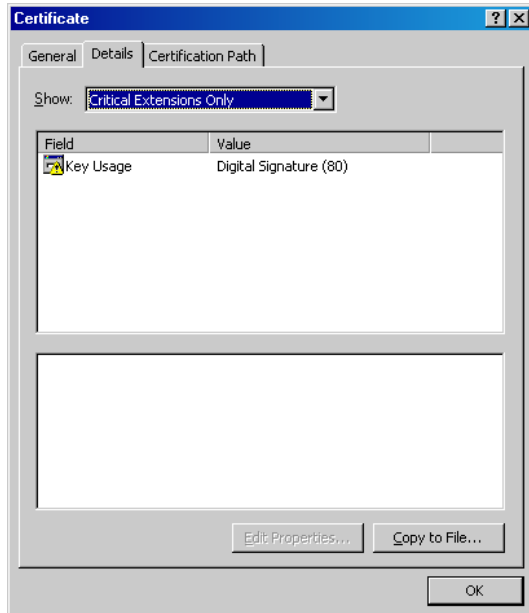 Certificate
General Details Certification Path
Show: Critical Extensions Only
Field Value
Key Usage Digital Signature (80)
Edit Properties... Copy to File...
OK